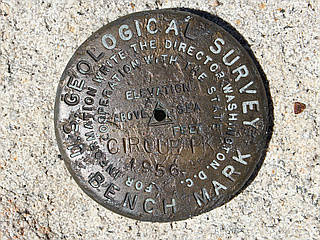 U.S. GEOLOGICAL SURVEY
FOR INFORMATION WRITE THE DIRECTOR, WASHINGTON, D.C.
COOPERATION WITH THE STATE
ELEVATION
ABOVE SEA
FEET
1956
BENCH MARK